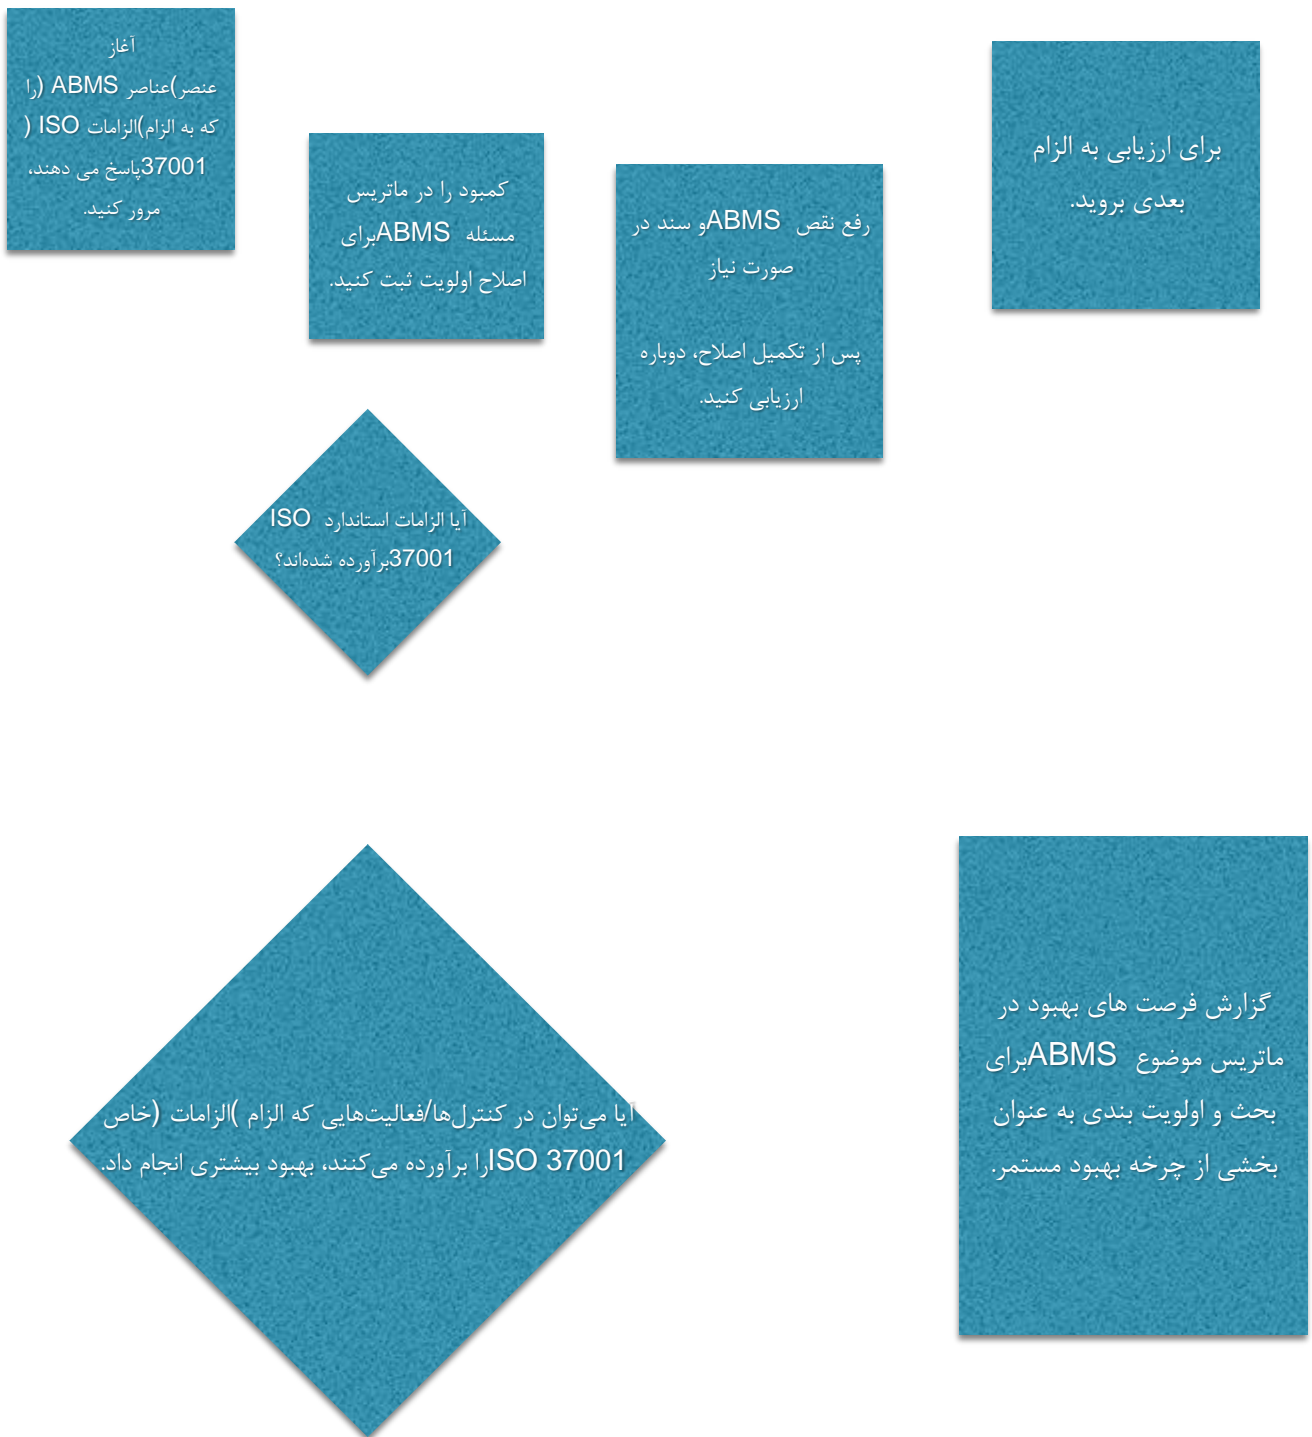 آغاز
عنصر)عناصر ABMS (را
که به الزام)الزامات ISO (
37001پاسخ می دهند،
مرور کنید.
کمبود را در ماتریس
مسئله ABMSبرای
اصلاح اولویت ثبت کنید.
رفع نقص ABMSو سند در
صورت نیاز
پس از تکمیل اصلاح، دوباره
ارزیابی کنید.
برای ارزیابی به الزام
بعدی بروید.
آیا الزامات استاندارد ISO
37001برآورده شده‌اند؟
آیا می‌توان در کنترل‌ها/فعالیت‌هایی که الزام )الزامات (خاص
ISO 37001را برآورده می‌کنند، بهبود بیشتری انجام داد.
گزارش فرصت های بهبود در
ماتریس موضوع ABMSبرای
بحث و اولویت بندی به عنوان
بخشی از چرخه بهبود مستمر.